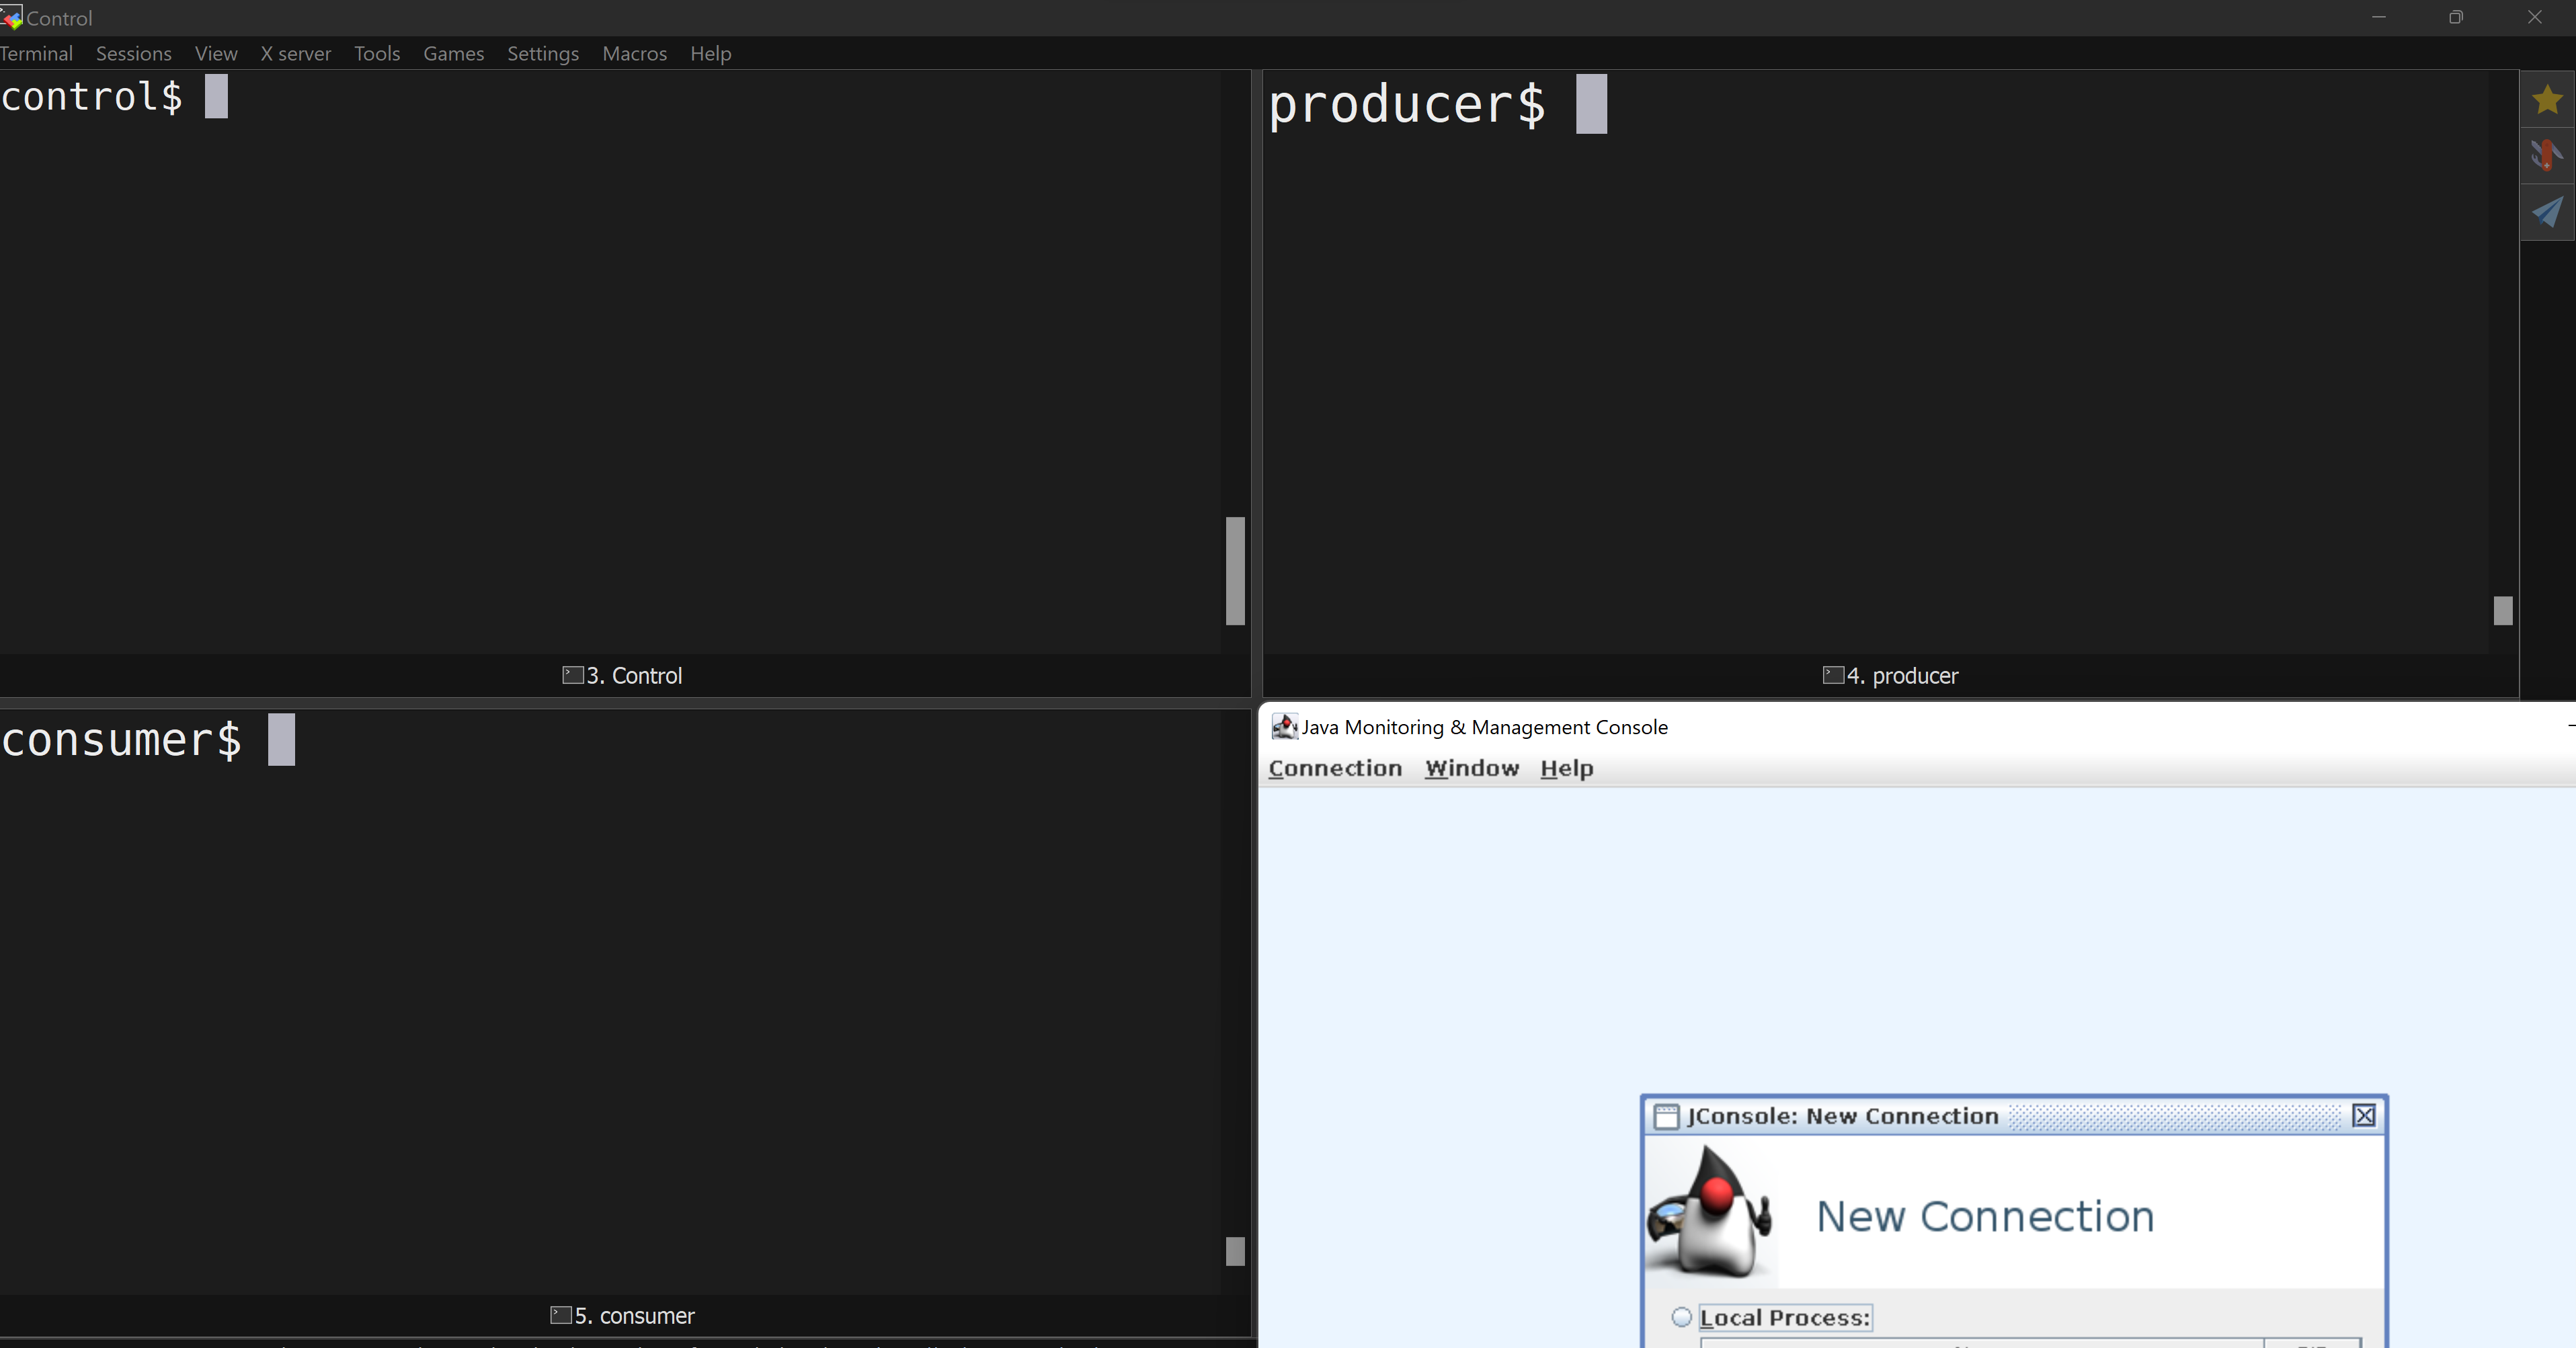 Control
Terminal Sessions View X server Tools Games Settings Macros Help
control$
producer$
3. Control
4. producer
consumer$
Java Monitoring & Management Console
Connection Window Help
JConsole: New Connection
New Connection
Local Process:
5. consumer